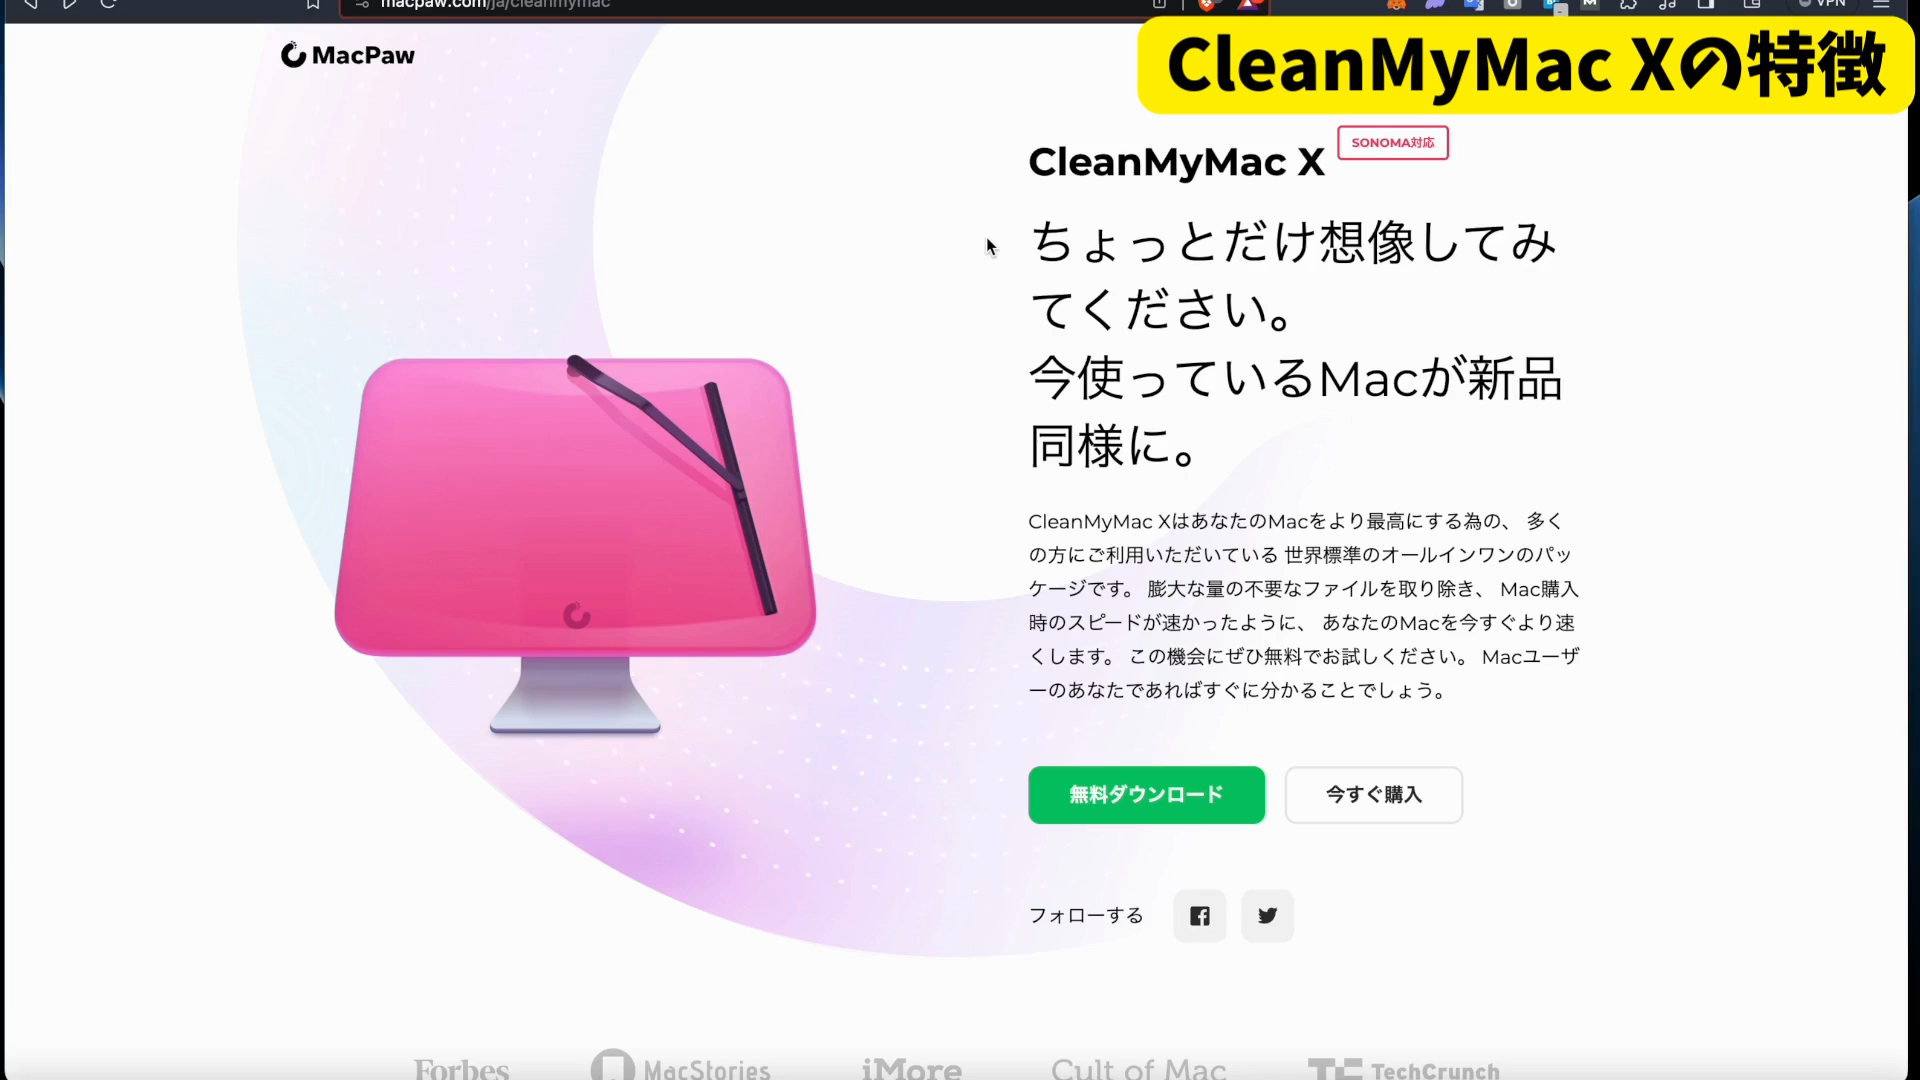 macpaw.com/ja/cleanmymac
VPN
CleanMyMac Xの特徴
MacPaw
CleanMyMac X
SONOMA対応
ちょっとだけ想像してみ
てください。
今使っているMacが新品
同様に。
CleanMyMac XはあなたのMacをより最高にする為の、 多く
の方にご利用いただいている 世界標準のオールインワンのパッ
ケージです。 膨大な量の不要なファイルを取り除き、 Mac購入
時のスピードが速かったように、 あなたのMacを今すぐより速
くします。 この機会にぜひ無料でお試しください。 Macユーザ
ーのあなたであればすぐに分かることでしょう。
無料ダウンロード
今すぐ購入
フォローする
Forbes
MacStories
iMore
Cult of Mac
TechCrunch